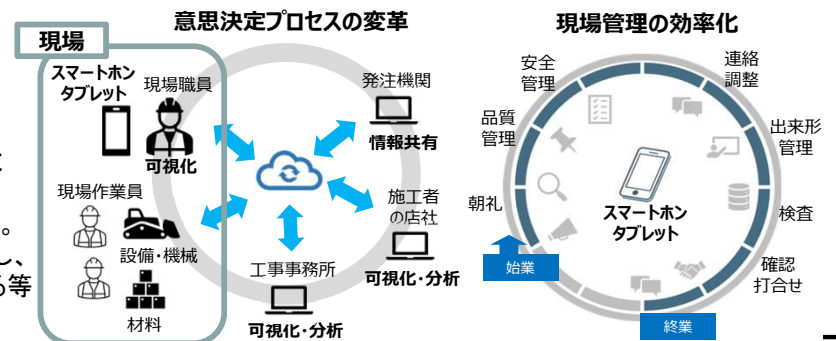 意思決定プロセスの変革
現場
スマートホン
タブレット
現場職員
可視化
現場作業員
設備・機械
材料
発注機関
情報共有
施工者
の店社
可視化・分析
工事事務所
可視化・分析
現場管理の効率化
安全
管理
連絡
調整
品質
管理
出来形
管理
朝礼
スマートホン
タブレット
検査
始業
確認
打合せ
終業
。
し、
る等